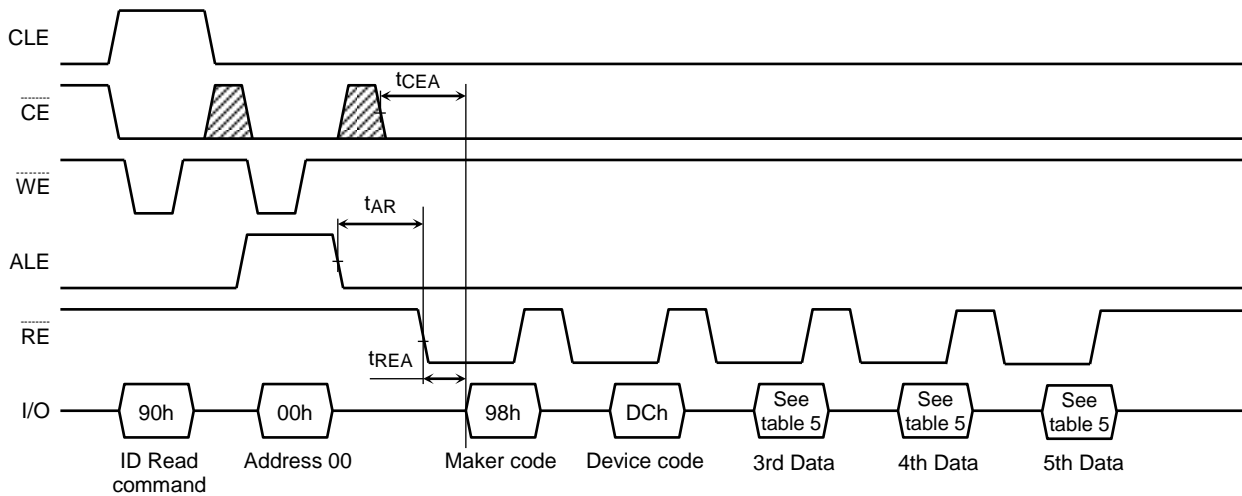 CLE
tCEA
CE
WE
tAR
ALE
RE
tREA
I/O
90h
00h
98h
DCh
See
table 5
See
table 5
See
table 5
ID Read
command
Address 00
Maker code
Device code
3rd Data
4th Data
5th Data